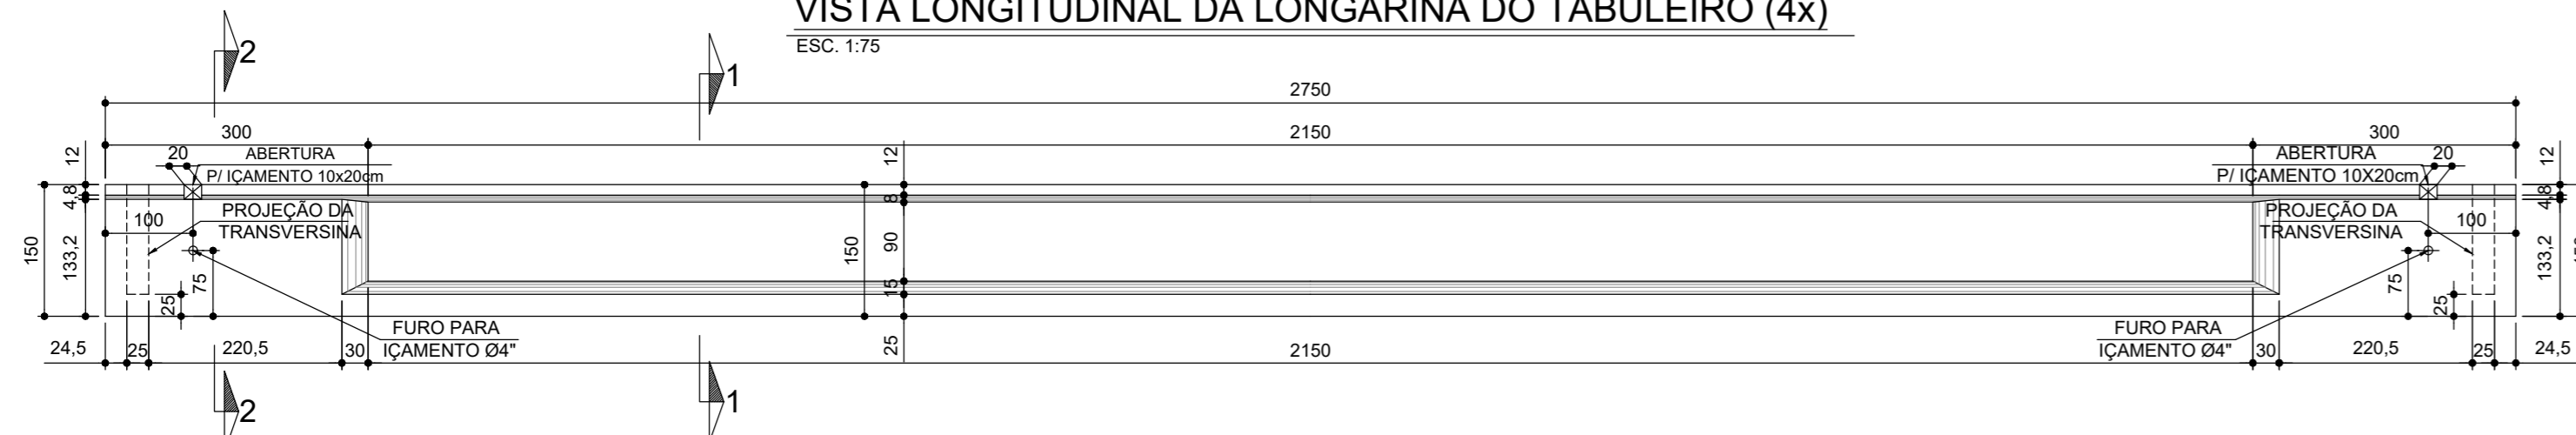 VISTA LONGITUDINAL DA LONGARINA DO TABULEIRO (4x)
ESC. 1:75
2
1
2750
300
2150
300
12
20
ABERTURA
P/ IÇAMENTO 10x20cm
12
ABERTURA
P/ IÇAMENTO 10X20cm
20
12
4,8
8
4,8
100
PROJEÇÃO DA
TRANSVERSINA
PROJEÇÃO DA
TRANSVERSINA
100
150
133,2
75
25
150
90
15
25
75
25
133,2
FURO PARA
IÇAMENTO Ø4"
FURO PARA
IÇAMENTO Ø4"
24,5
25
220,5
30
2150
30
220,5
25
24,5
2
1